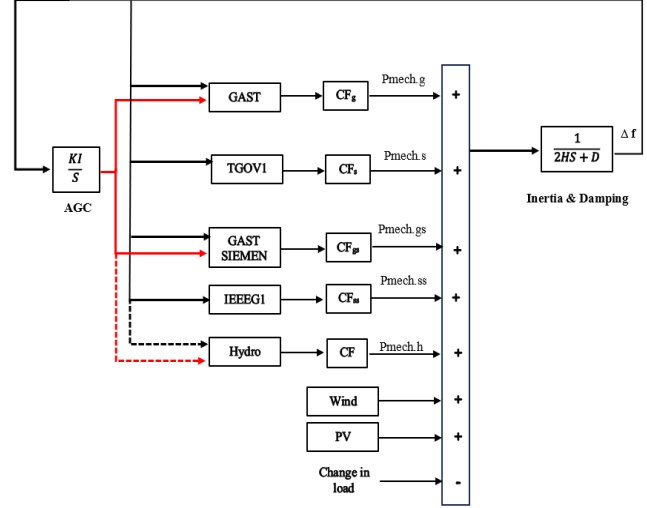 Pmech.g
GAST
CFg
+
Δ f
1
2HS + D
Inertia & Damping
KI
S
AGC
Pmech.s
TGOV1
CFs
+
Pmech.gs
GAST
SIEMEN
CFgs
+
Pmech.ss
IEEEG1
CFss
+
Pmech.h
Hydro
CF
+
Wind
+
PV
+
Change in
load
-